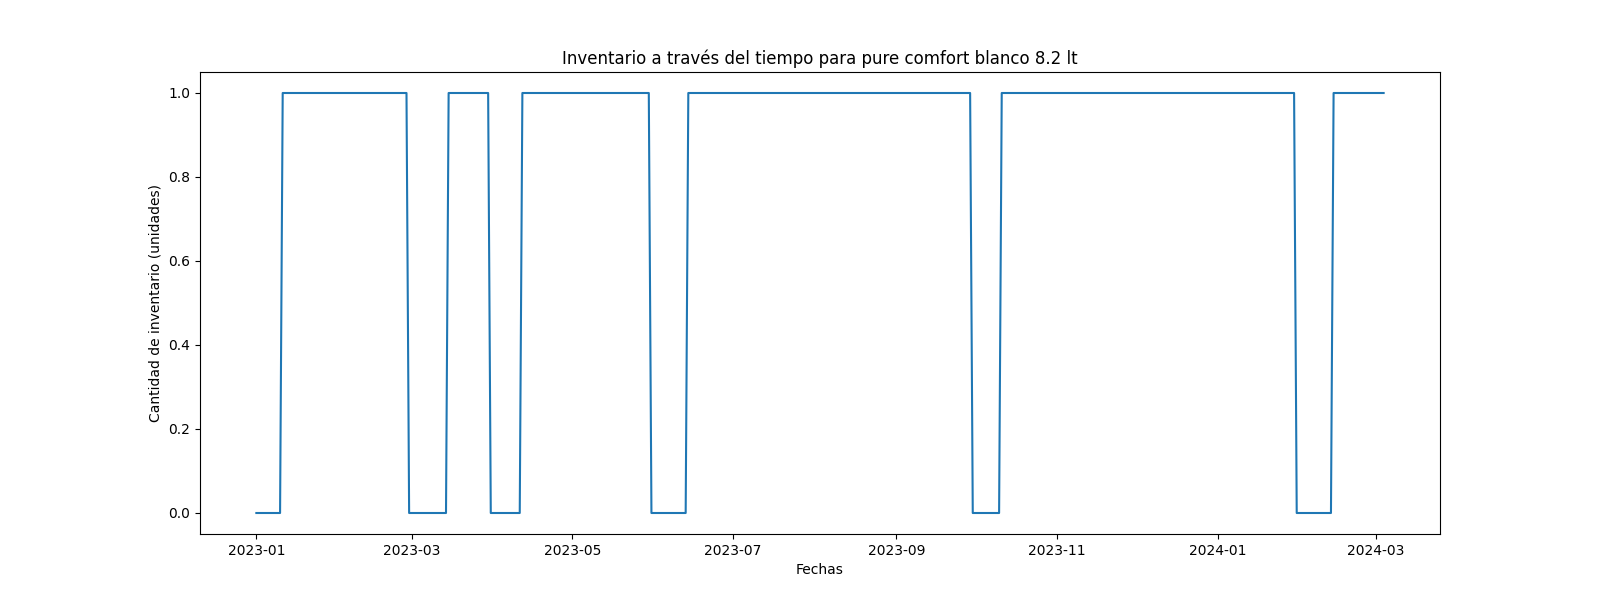 Inventario a través del tiempo para pure comfort blanco 8.2 lt
Cantidad de inventario (unidades)
1.0
0.8
0.6
0.4
0.2
0.0
2023-01 2023-03 2023-05 2023-07 2023-09 2023-11 2024-01 2024-03
Fechas